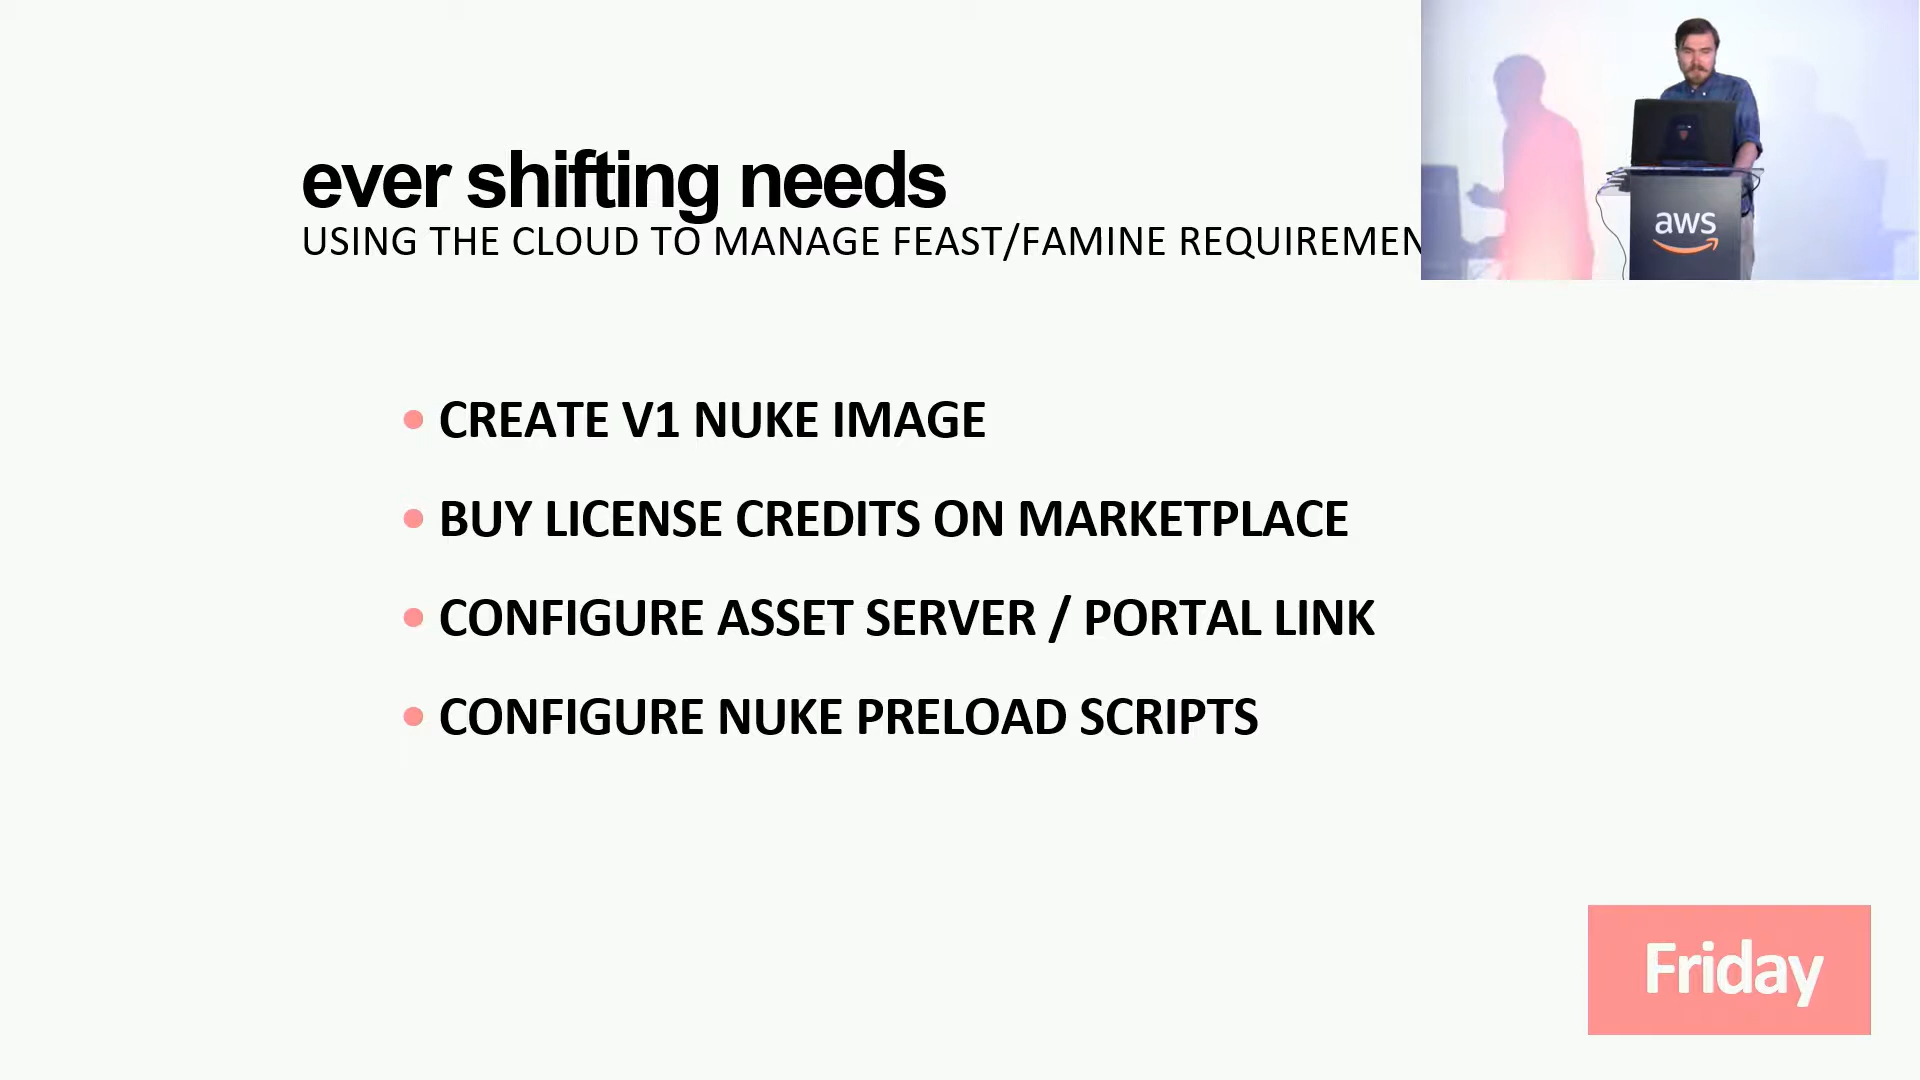 ever shifting needs
USING THE CLOUD TO MANAGE FEAST/FAMINE
aws
• CREATE V1 NUKE IMAGE
• BUY LICENSE CREDITS ON MARKETPLACE
• CONFIGURE ASSET SERVER / PORTAL LINK
• CONFIGURE NUKE PRELOAD SCRIPTS
Friday